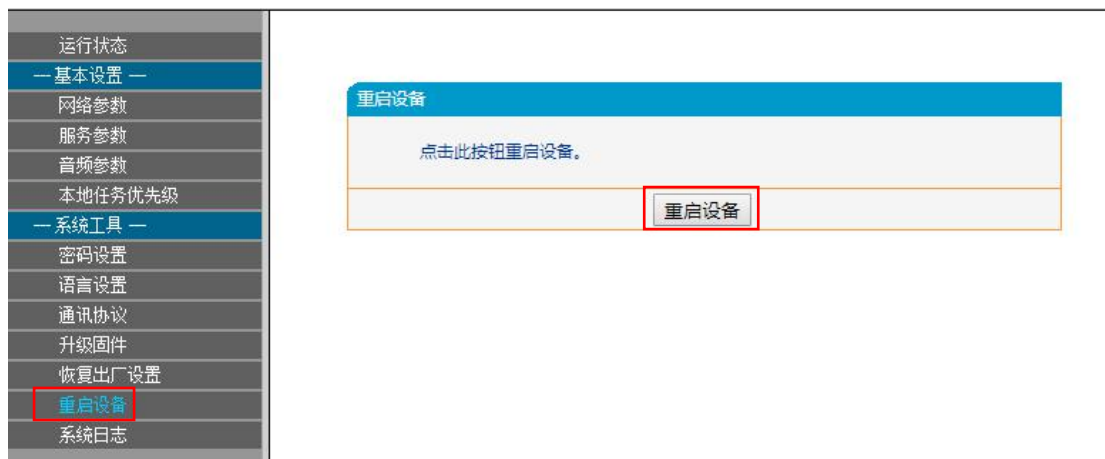 运行状态
— 基本设置 —
网络参数
服务参数
音频参数
本地任务优先级
— 系统工具 —
密码设置
语言设置
通讯协议
升级固件
恢复出厂设置
重启设备
系统日志
重启设备
点击此按钮重启设备。
重启设备